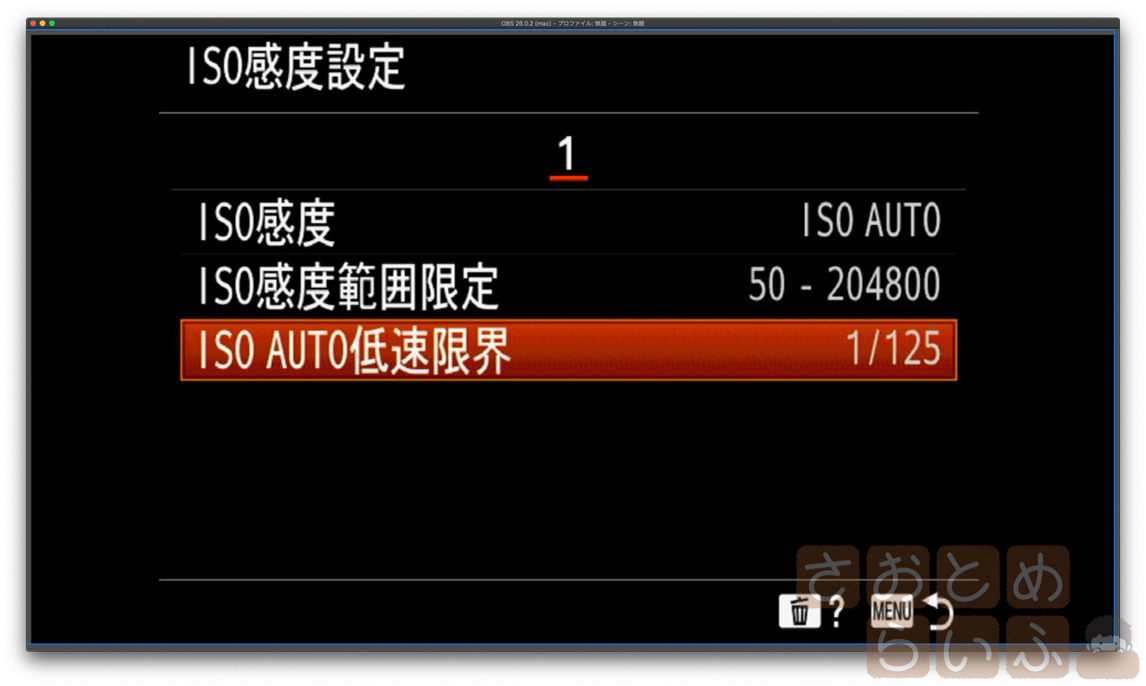 OBS 26.0.2 (mac) - プロファイル: 無題 - シーン: 無題
ISO感度設定
1
ISO感度 ISO AUTO
ISO感度範囲限定 50 - 204800
ISO AUTO低速限界 1/125
? MENU
さおとめ
らいふ